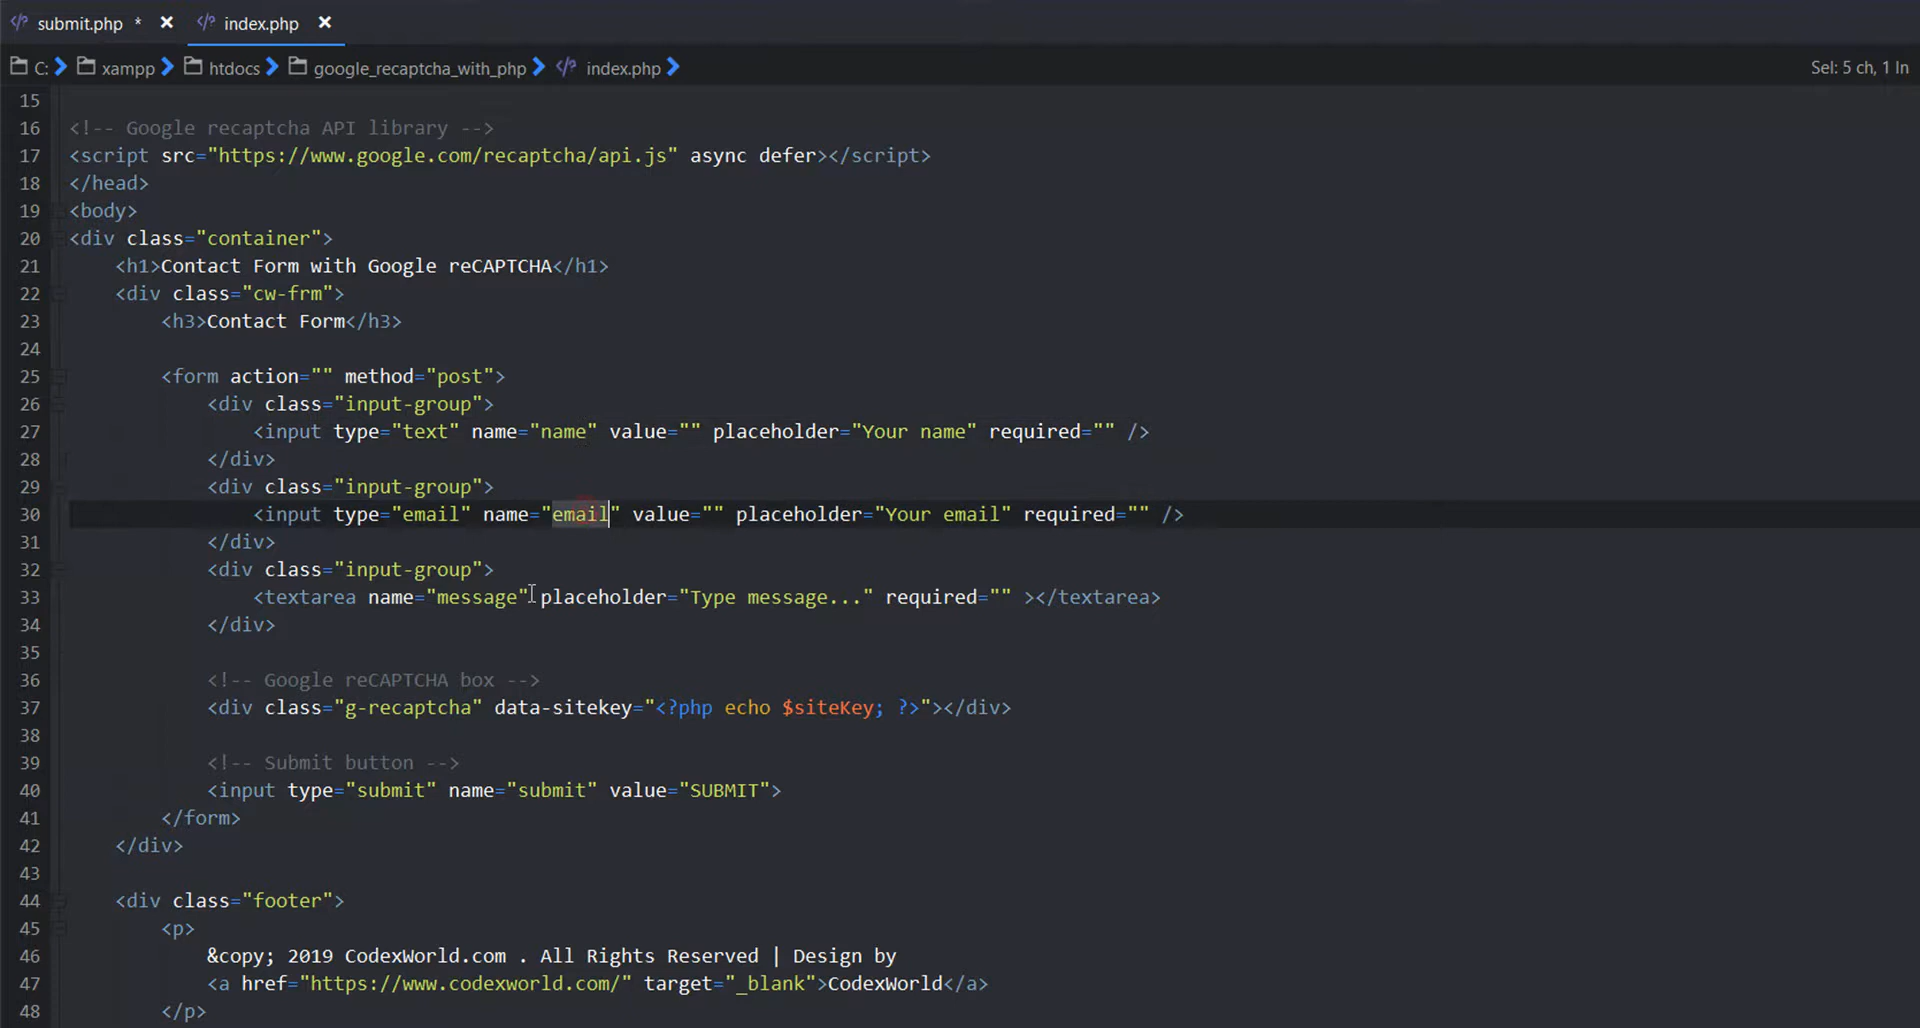 submit.php *
index.php
C: xampp htdocs google_recaptcha_with_php index.php Sel: 5 ch, 1 ln
15
16 <!-- Google recaptcha API library -->
17 <script src="https://www.google.com/recaptcha/api.js" async defer></script>
18 </head>
19 <body>
20 <div class="container">
21 <h1>Contact Form with Google reCAPTCHA</h1>
22 <div class="cw-frm">
23 <h3>Contact Form</h3>
24
25 <form action="" method="post">
26 <div class="input-group">
27 <input type="text" name="name" value="" placeholder="Your name" required="" />
28 </div>
29 <div class="input-group">
30 <input type="email" name="email" value="" placeholder="Your email" required="" />
31 </div>
32 <div class="input-group">
33 <textarea name="message" placeholder="Type message..." required="" ></textarea>
34 </div>
35
36 <!-- Google reCAPTCHA box -->
37 <div class="g-recaptcha" data-sitekey="<?php echo $siteKey; ?>"></div>
38
39 <!-- Submit button -->
40 <input type="submit" name="submit" value="SUBMIT">
41 </form>
42 </div>
43
44 <div class="footer">
45 <p>
46 &copy; 2019 CodexWorld.com . All Rights Reserved | Design by
47 <a href="https://www.codexworld.com/" target="_blank">CodexWorld</a>
48 </p>